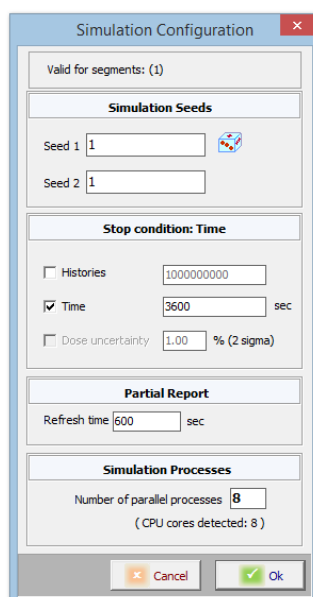 Simulation Configuration
Valid for segments: (1)
Simulation Seeds
Seed 1 1
Seed 2 1
Stop condition: Time
Histories 1000000000
Time 3600 sec
Dose uncertainty 1.00 % (2 sigma)
Partial Report
Refresh time 600 sec
Simulation Processes
Number of parallel processes 8
( CPU cores detected: 8 )
Cancel Ok